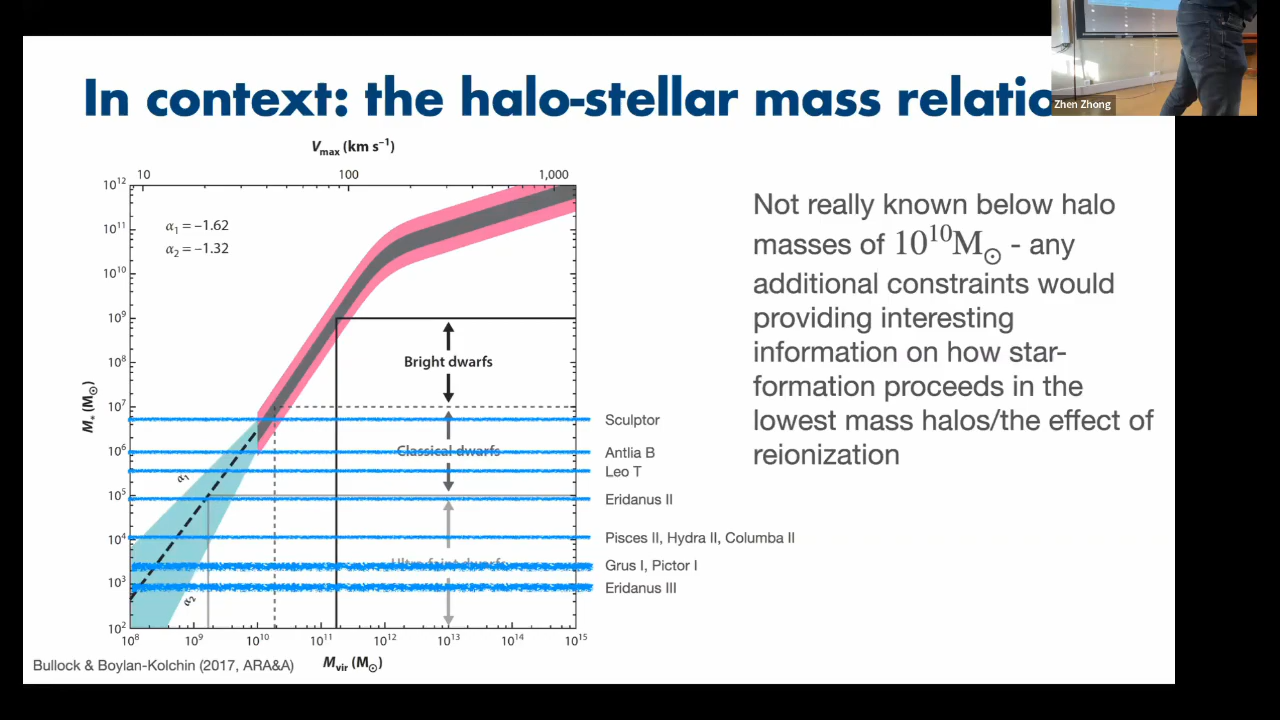 In context: the halo-stellar mass relatio
Zhen Zhong
Vmax (km s⁻¹)
10 100 1,000
10¹²
10¹¹
10¹⁰
10⁹
10⁸
10⁷
10⁶
10⁵
10⁴
10³
10²
M* (M☉)
α₁ = –1.62
α₂ = –1.32
Bright dwarfs
Classical dwarfs
Ultra-faint dwarfs
α₁
α₂
Sculptor
Antlia B
Leo T
Eridanus II
Pisces II, Hydra II, Columba II
Grus I, Pictor I
Eridanus III
10⁸ 10⁹ 10¹⁰ 10¹¹ 10¹² 10¹³ 10¹⁴ 10¹⁵
Mvir (M☉)
Bullock & Boylan-Kolchin (2017, ARA&A)
Not really known below halo
masses of 10¹⁰M☉ - any
additional constraints would
providing interesting
information on how star-
formation proceeds in the
lowest mass halos/the effect of
reionization